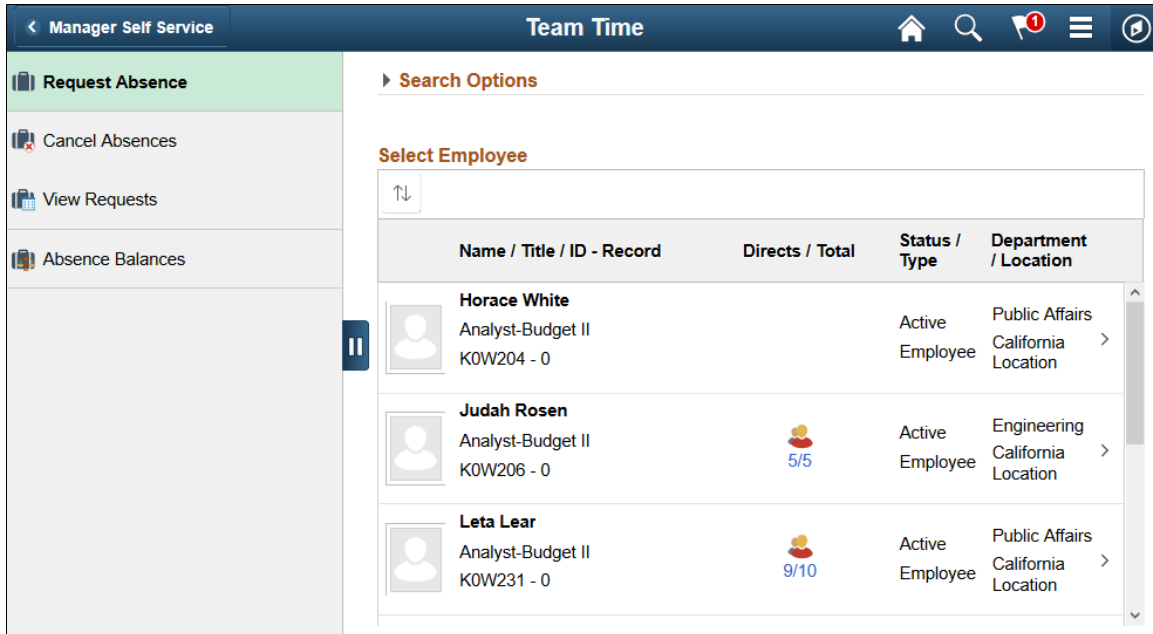 Manager Self Service
Team Time
1
Request Absence
Cancel Absences
View Requests
Absence Balances
Search Options
Select Employee
Name / Title / ID - Record
Directs / Total
Status /
Type
Department
/ Location
Horace White
Analyst-Budget II
K0W204 - 0
Active
Employee
Public Affairs
California
Location
Judah Rosen
Analyst-Budget II
K0W206 - 0
5/5
Active
Employee
Engineering
California
Location
Leta Lear
Analyst-Budget II
K0W231 - 0
9/10
Active
Employee
Public Affairs
California
Location